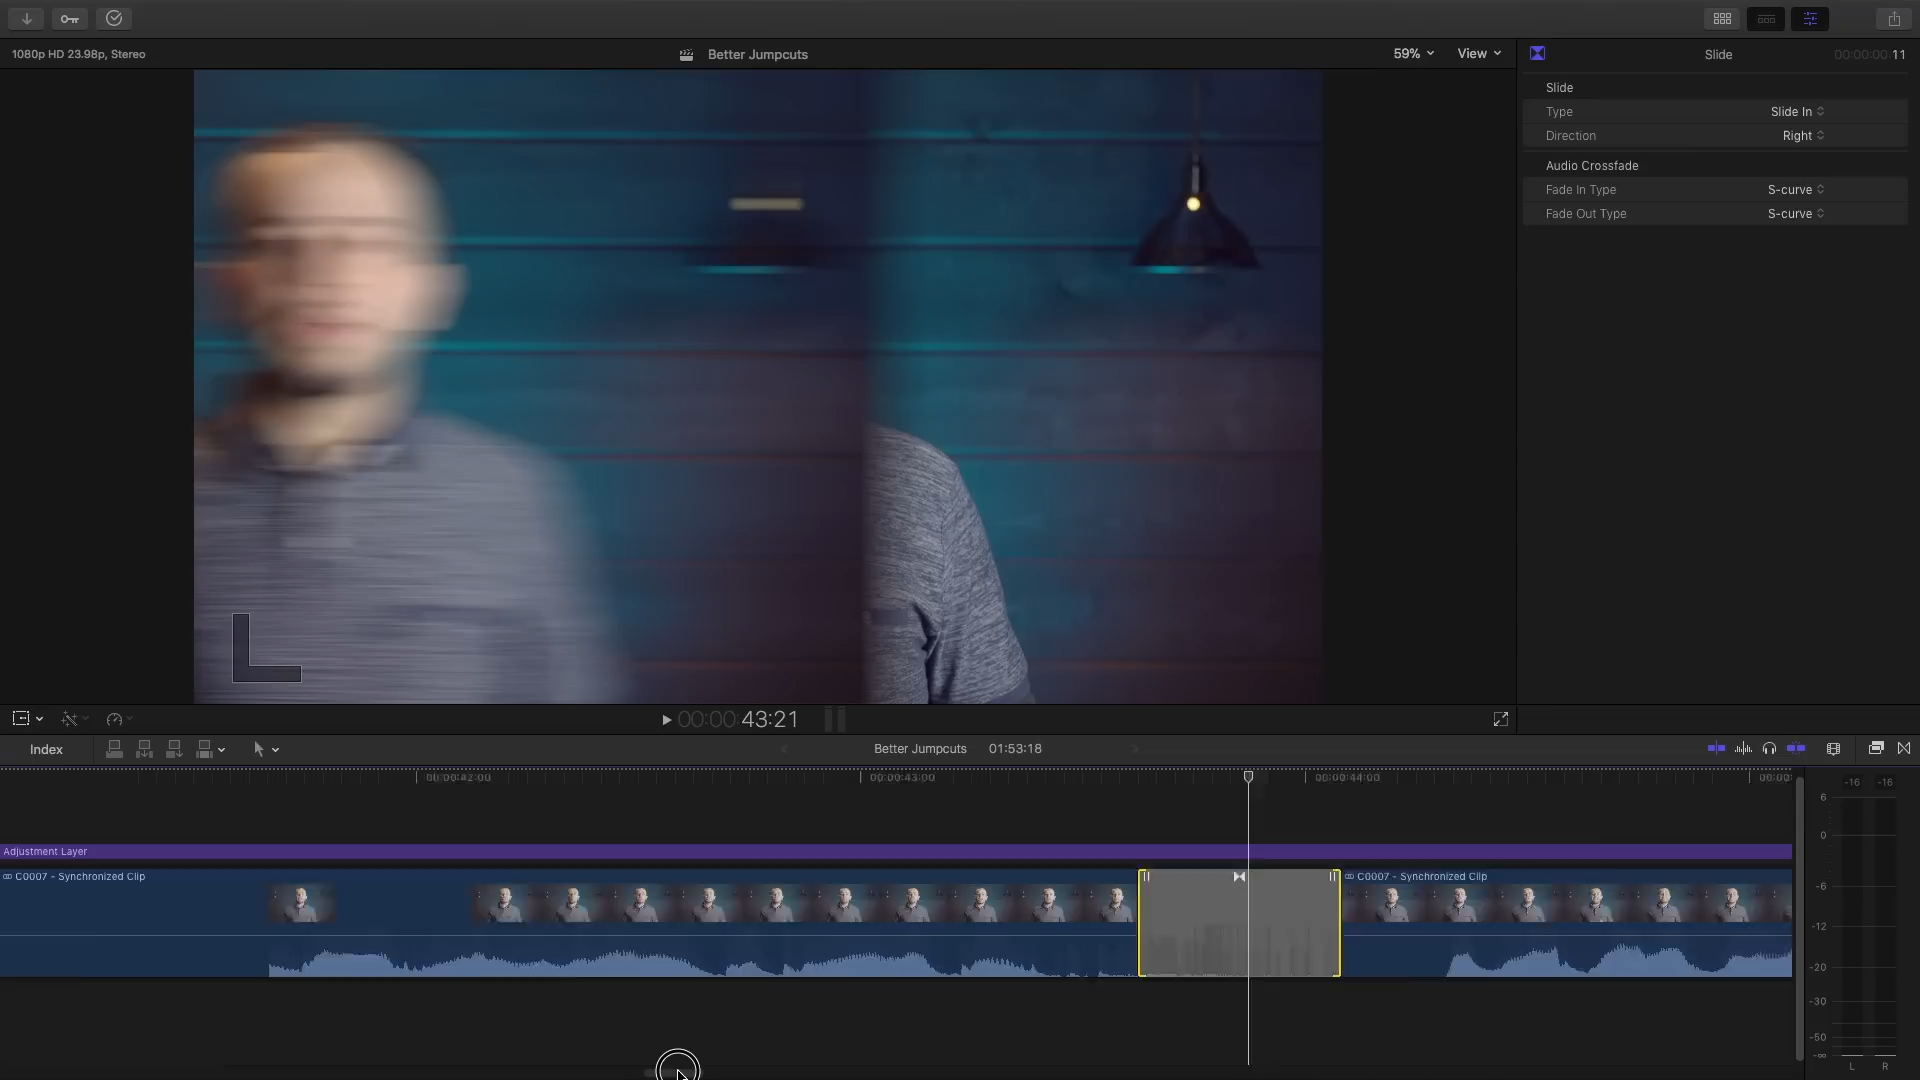 1080p HD 23.98p, Stereo
Better Jumpcuts
59%
View
Slide
00:00:00:11
Slide
Type
Slide In
Direction
Right
Audio Crossfade
Fade In Type
S-curve
Fade Out Type
S-curve
00:00:43:21
Index
Better Jumpcuts
01:53:18
00:00:42:00
00:00:43:00
00:00:44:00
00:00:
-16
-16
6
0
-6
-12
-20
-30
-50
-∞
L
R
Adjustment Layer
C0007 - Synchronized Clip
C0007 - Synchronized Clip